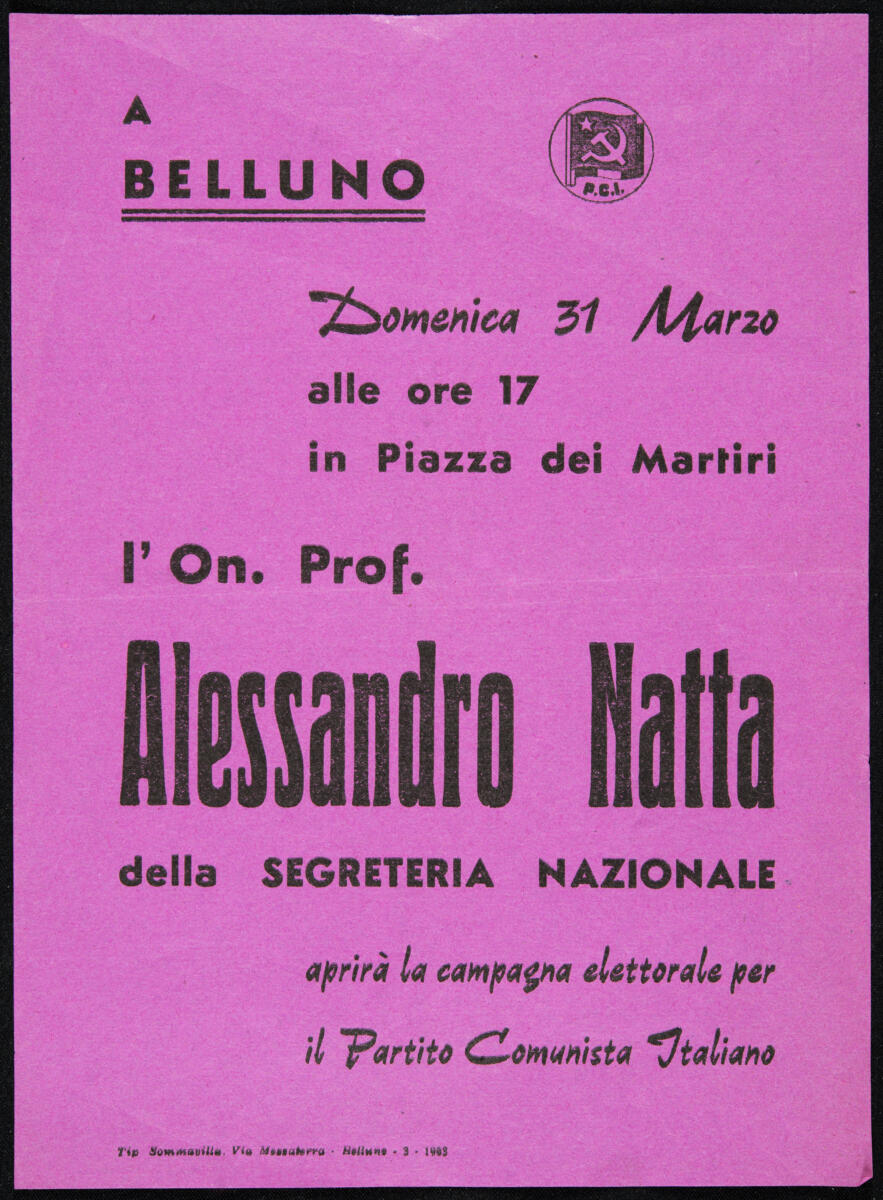 A
BELLUNO
P.C.I.
Domenica 31 Marzo
alle ore 17
in Piazza dei Martiri
l'On. Prof.
Alessandro Natta
della SEGRETERIA NAZIONALE
aprirà la campagna elettorale per
il Partito Comunista Italiano
Tip Sommavilla. Via Mezzaterra - Belluno - 3 - 1963